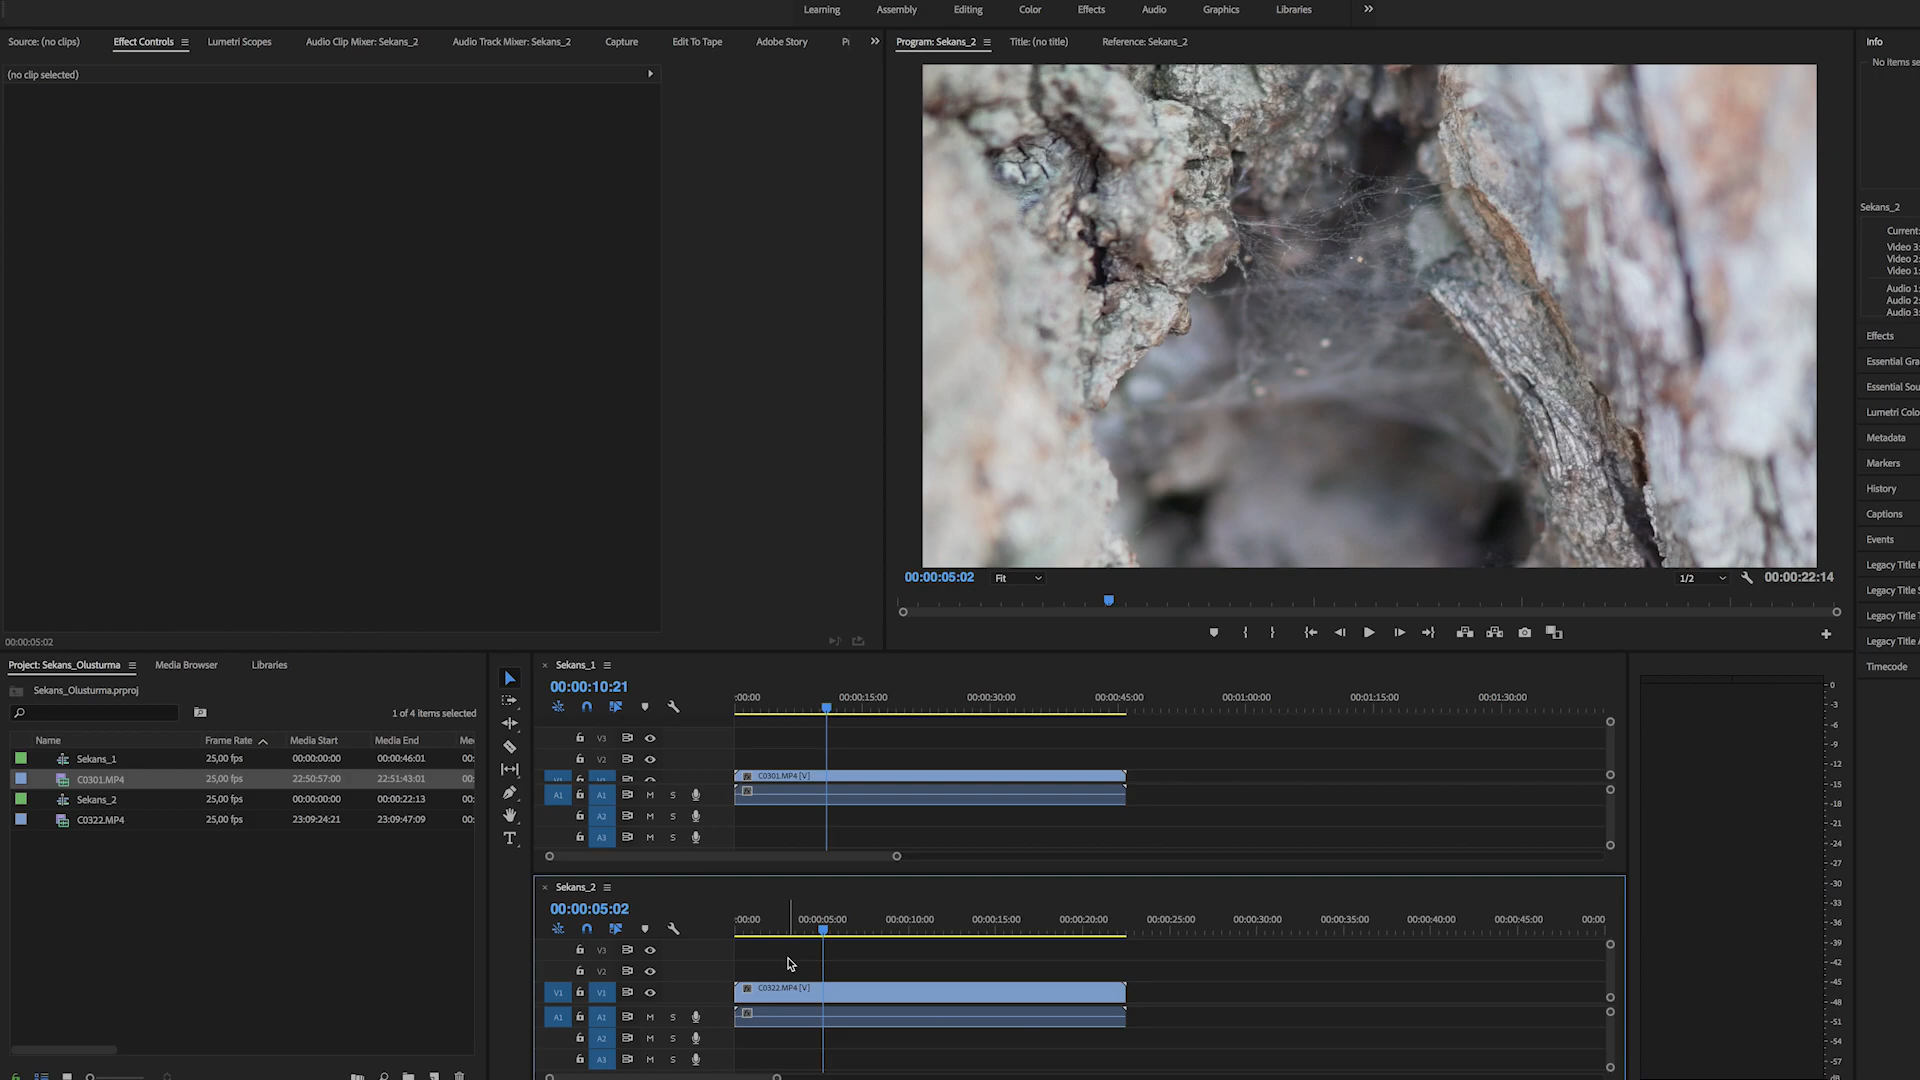 Learning Assembly Editing Color Effects Audio Graphics Libraries
Source: (no clips) Effect Controls Lumetri Scopes Audio Clip Mixer: Sekans_2 Audio Track Mixer: Sekans_2 Capture Edit To Tape Adobe Story Pi
(no clip selected)
00:00:05:02
Program: Sekans_2 Title: (no title) Reference: Sekans_2
00:00:05:02 Fit 1/2 00:00:22:14
Info
No Items se
Sekans_2
Current:
Video 3:
Video 2:
Video 1:
Audio 1:
Audio 2:
Audio 3:
Effects
Essential Gra
Essential Sou
Lumetri Colo
Metadata
Markers
History
Captions
Events
Legacy Title
Legacy Title S
Legacy Title T
Legacy Title
Timecode
Project: Sekans_Olusturma Media Browser Libraries
Sekans_Olusturma.prproj
1 of 4 items selected
Name Frame Rate Media Start Media End Me
Sekans_1 25,00 fps 00:00:00:00 00:00:46:01 00:
C0301.MP4 25,00 fps 22:50:57:00 22:51:43:01 00:
Sekans_2 25,00 fps 00:00:00:00 00:00:22:13 00:
C0322.MP4 25,00 fps 23:09:24:21 23:09:47:09 00:
T
× Sekans_1
00:00:10:21
:00:00 00:00:15:00 00:00:30:00 00:00:45:00 00:01:00:00 00:01:15:00 00:01:30:00
V3
V2
C0301.MP4 [V]
A1 A1 M S
A2 M S
A3 M S
× Sekans_2
00:00:05:02
:00:00 00:00:05:00 00:00:10:00 00:00:15:00 00:00:20:00 00:00:25:00 00:00:30:00 00:00:35:00 00:00:40:00 00:00:45:00 00:00
V3
V2
V1 V1 C0322.MP4 [V]
A1 A1 M S
A2 M S
A3 M S
0
-3
-6
-9
-12
-15
-18
-21
-24
-27
-30
-33
-36
-39
-42
-45
-48
-51
-54
-57
dB